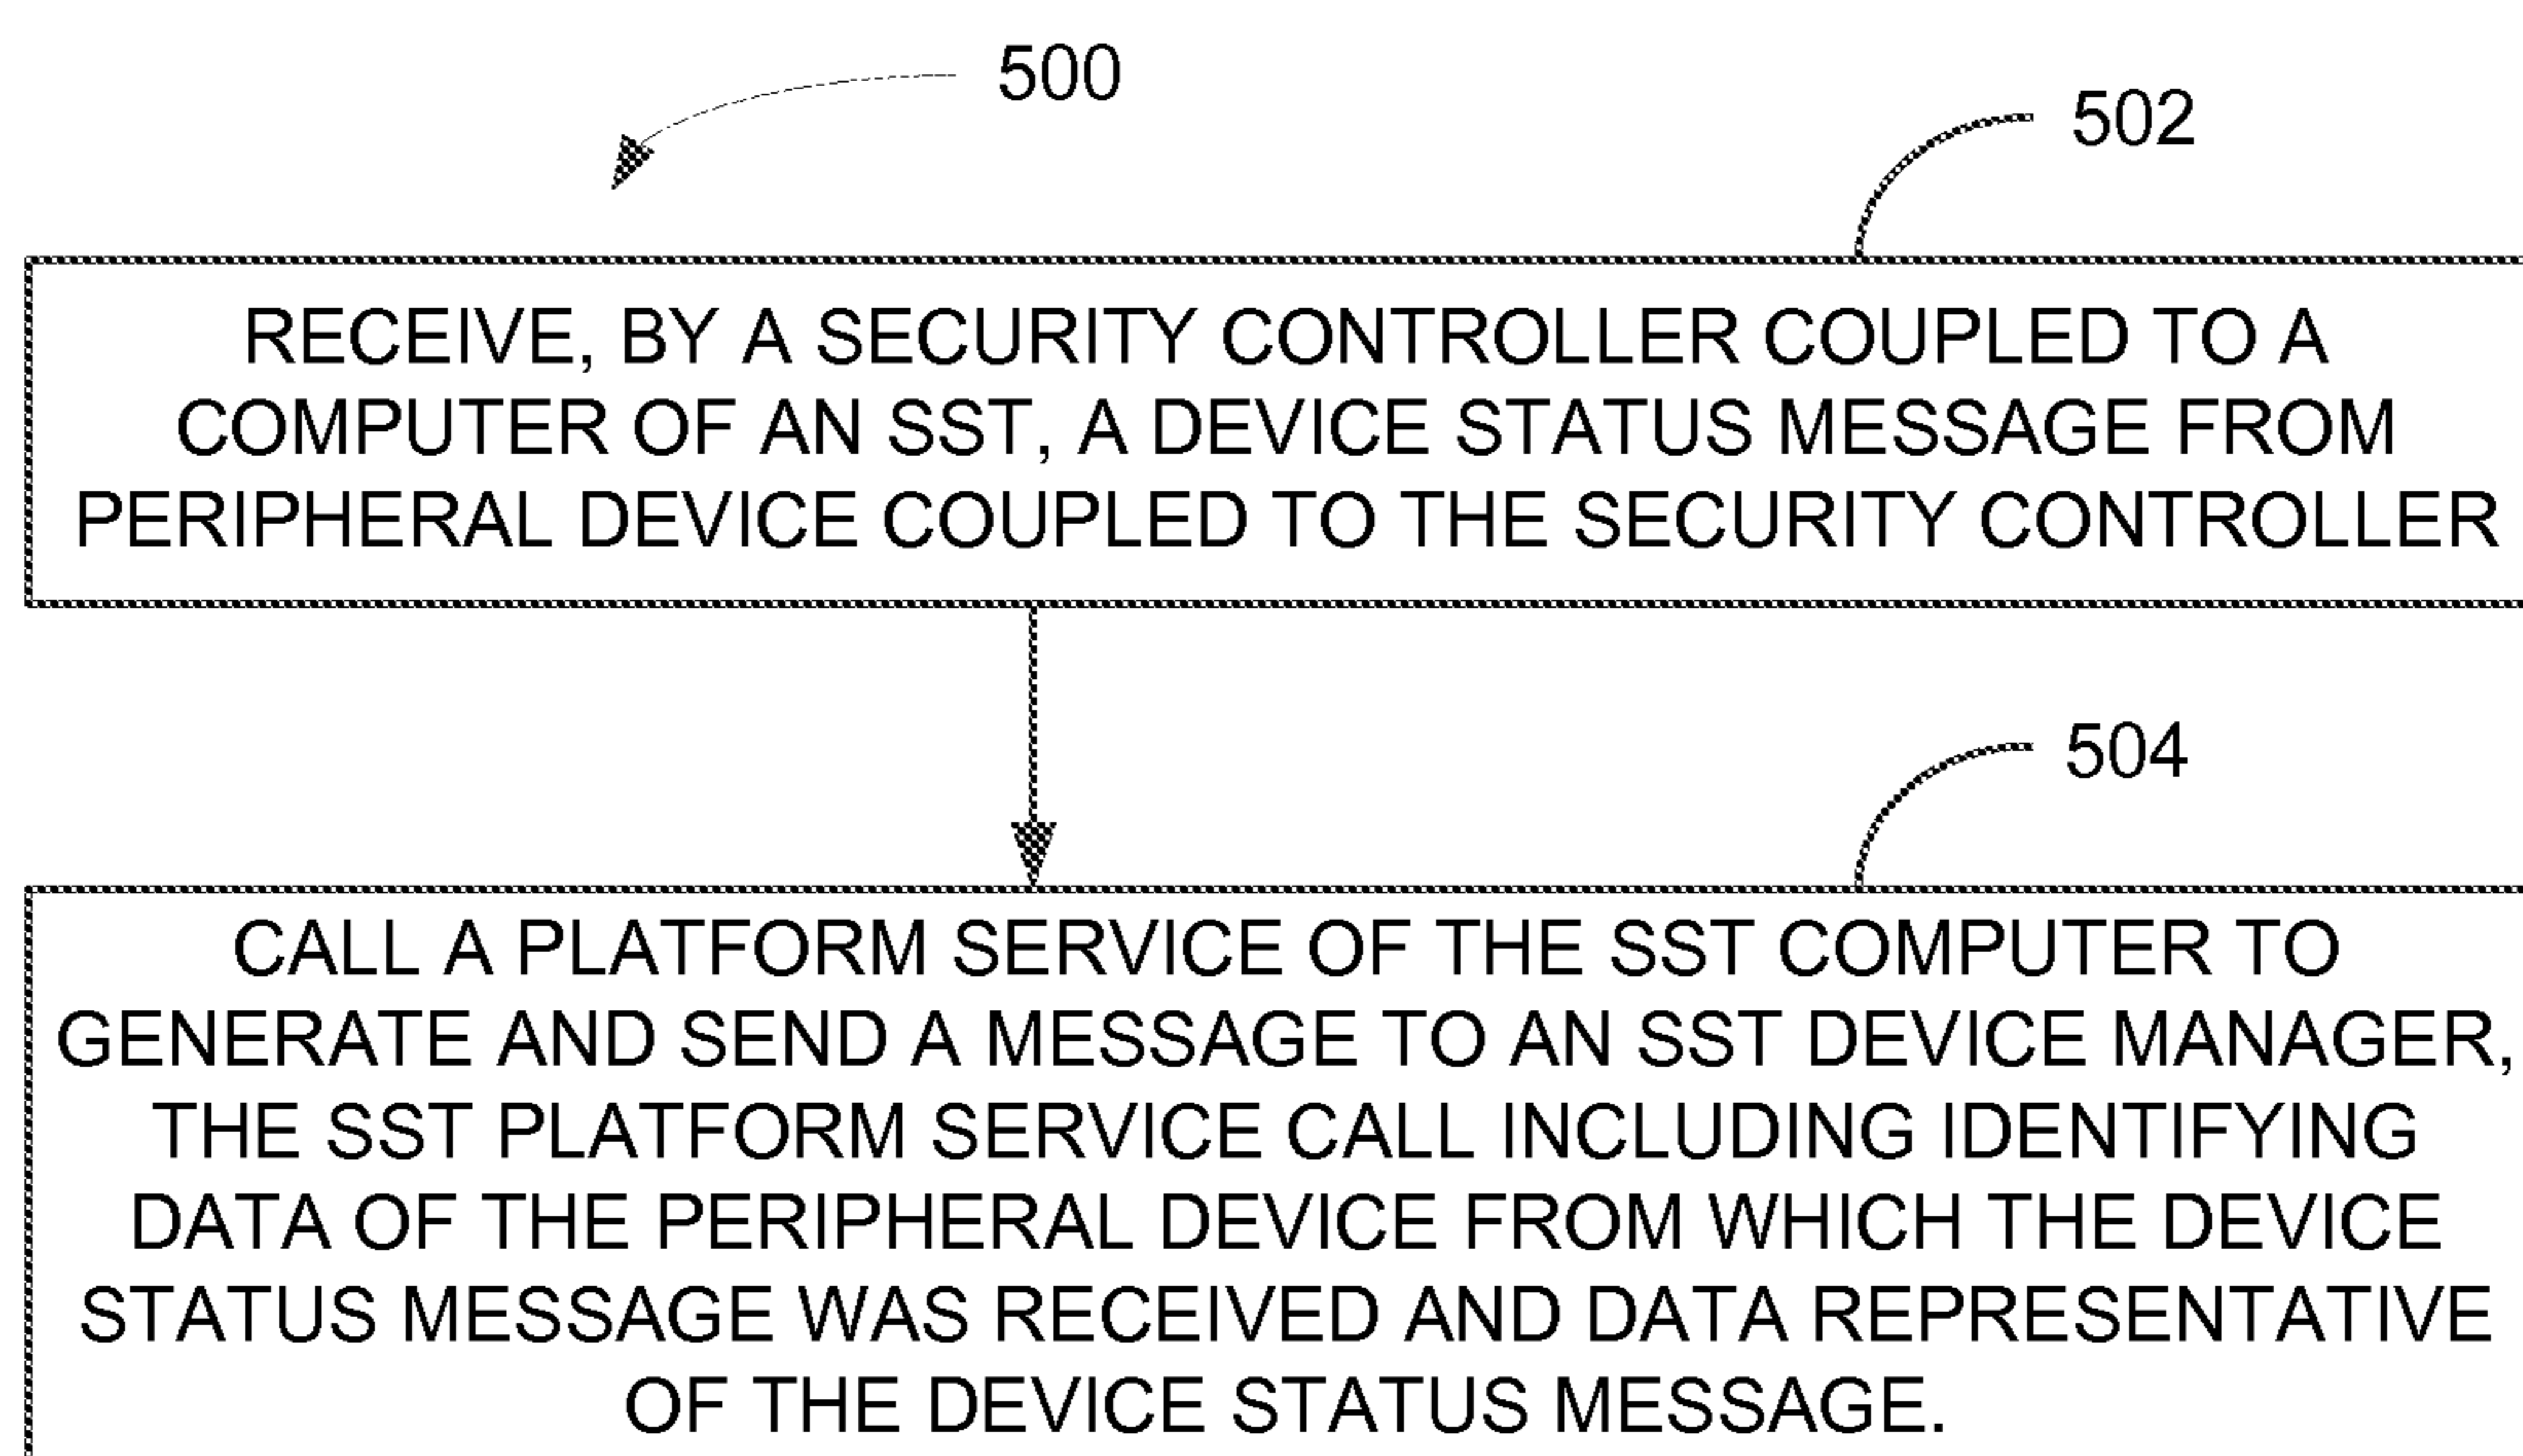 500
502
RECEIVE, BY A SECURITY CONTROLLER COUPLED TO A
COMPUTER OF AN SST, A DEVICE STATUS MESSAGE FROM
PERIPHERAL DEVICE COUPLED TO THE SECURITY CONTROLLER
504
CALL A PLATFORM SERVICE OF THE SST COMPUTER TO
GENERATE AND SEND A MESSAGE TO AN SST DEVICE MANAGER,
THE SST PLATFORM SERVICE CALL INCLUDING IDENTIFYING
DATA OF THE PERIPHERAL DEVICE FROM WHICH THE DEVICE
STATUS MESSAGE WAS RECEIVED AND DATA REPRESENTATIVE
OF THE DEVICE STATUS MESSAGE.